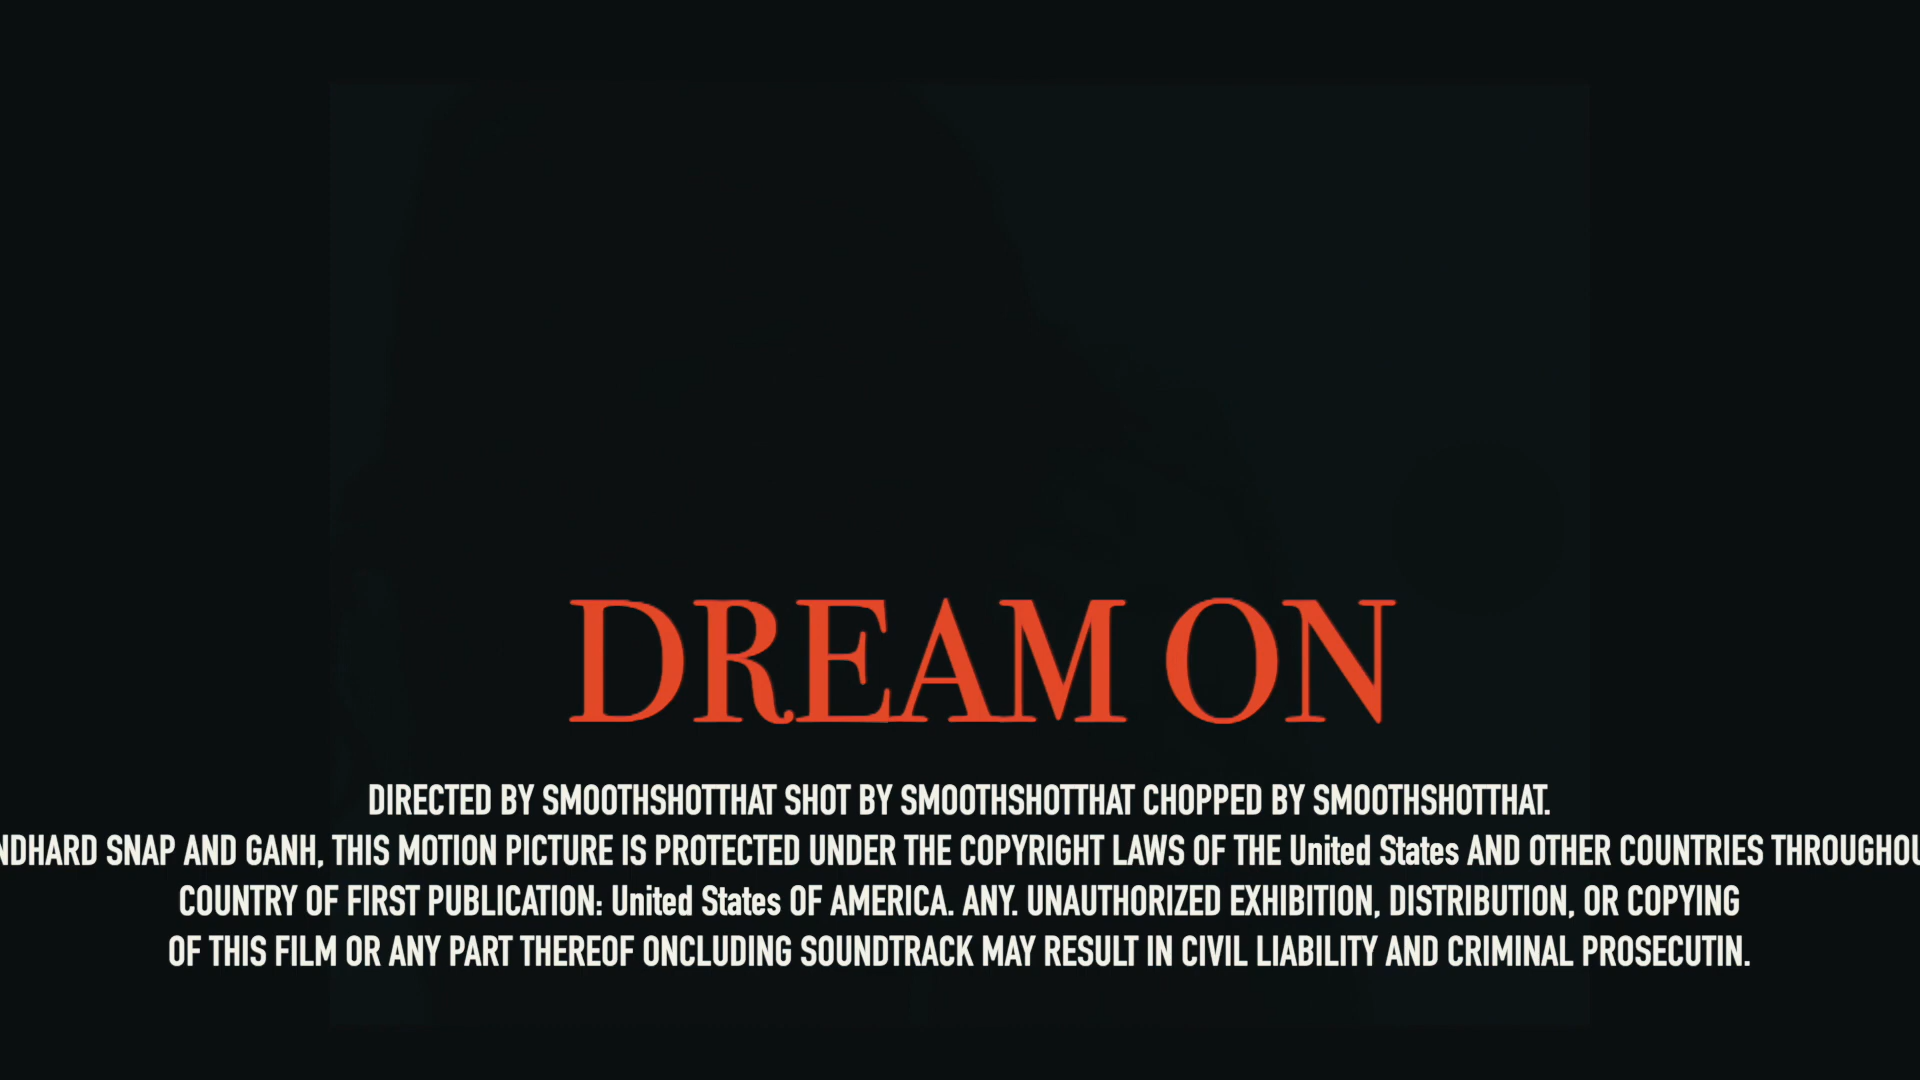 DREAM ON
DIRECTED BY SMOOTHSHOTTHAT SHOT BY SMOOTHSHOTTHAT CHOPPED BY SMOOTHSHOTTHAT.
NDHARD SNAP AND GANH, THIS MOTION PICTURE IS PROTECTED UNDER THE COPYRIGHT LAWS OF THE United States AND OTHER COUNTRIES THROUGHOU
COUNTRY OF FIRST PUBLICATION: United States OF AMERICA. ANY. UNAUTHORIZED EXHIBITION, DISTRIBUTION, OR COPYING
OF THIS FILM OR ANY PART THEREOF ONCLUDING SOUNDTRACK MAY RESULT IN CIVIL LIABILITY AND CRIMINAL PROSECUTIN.